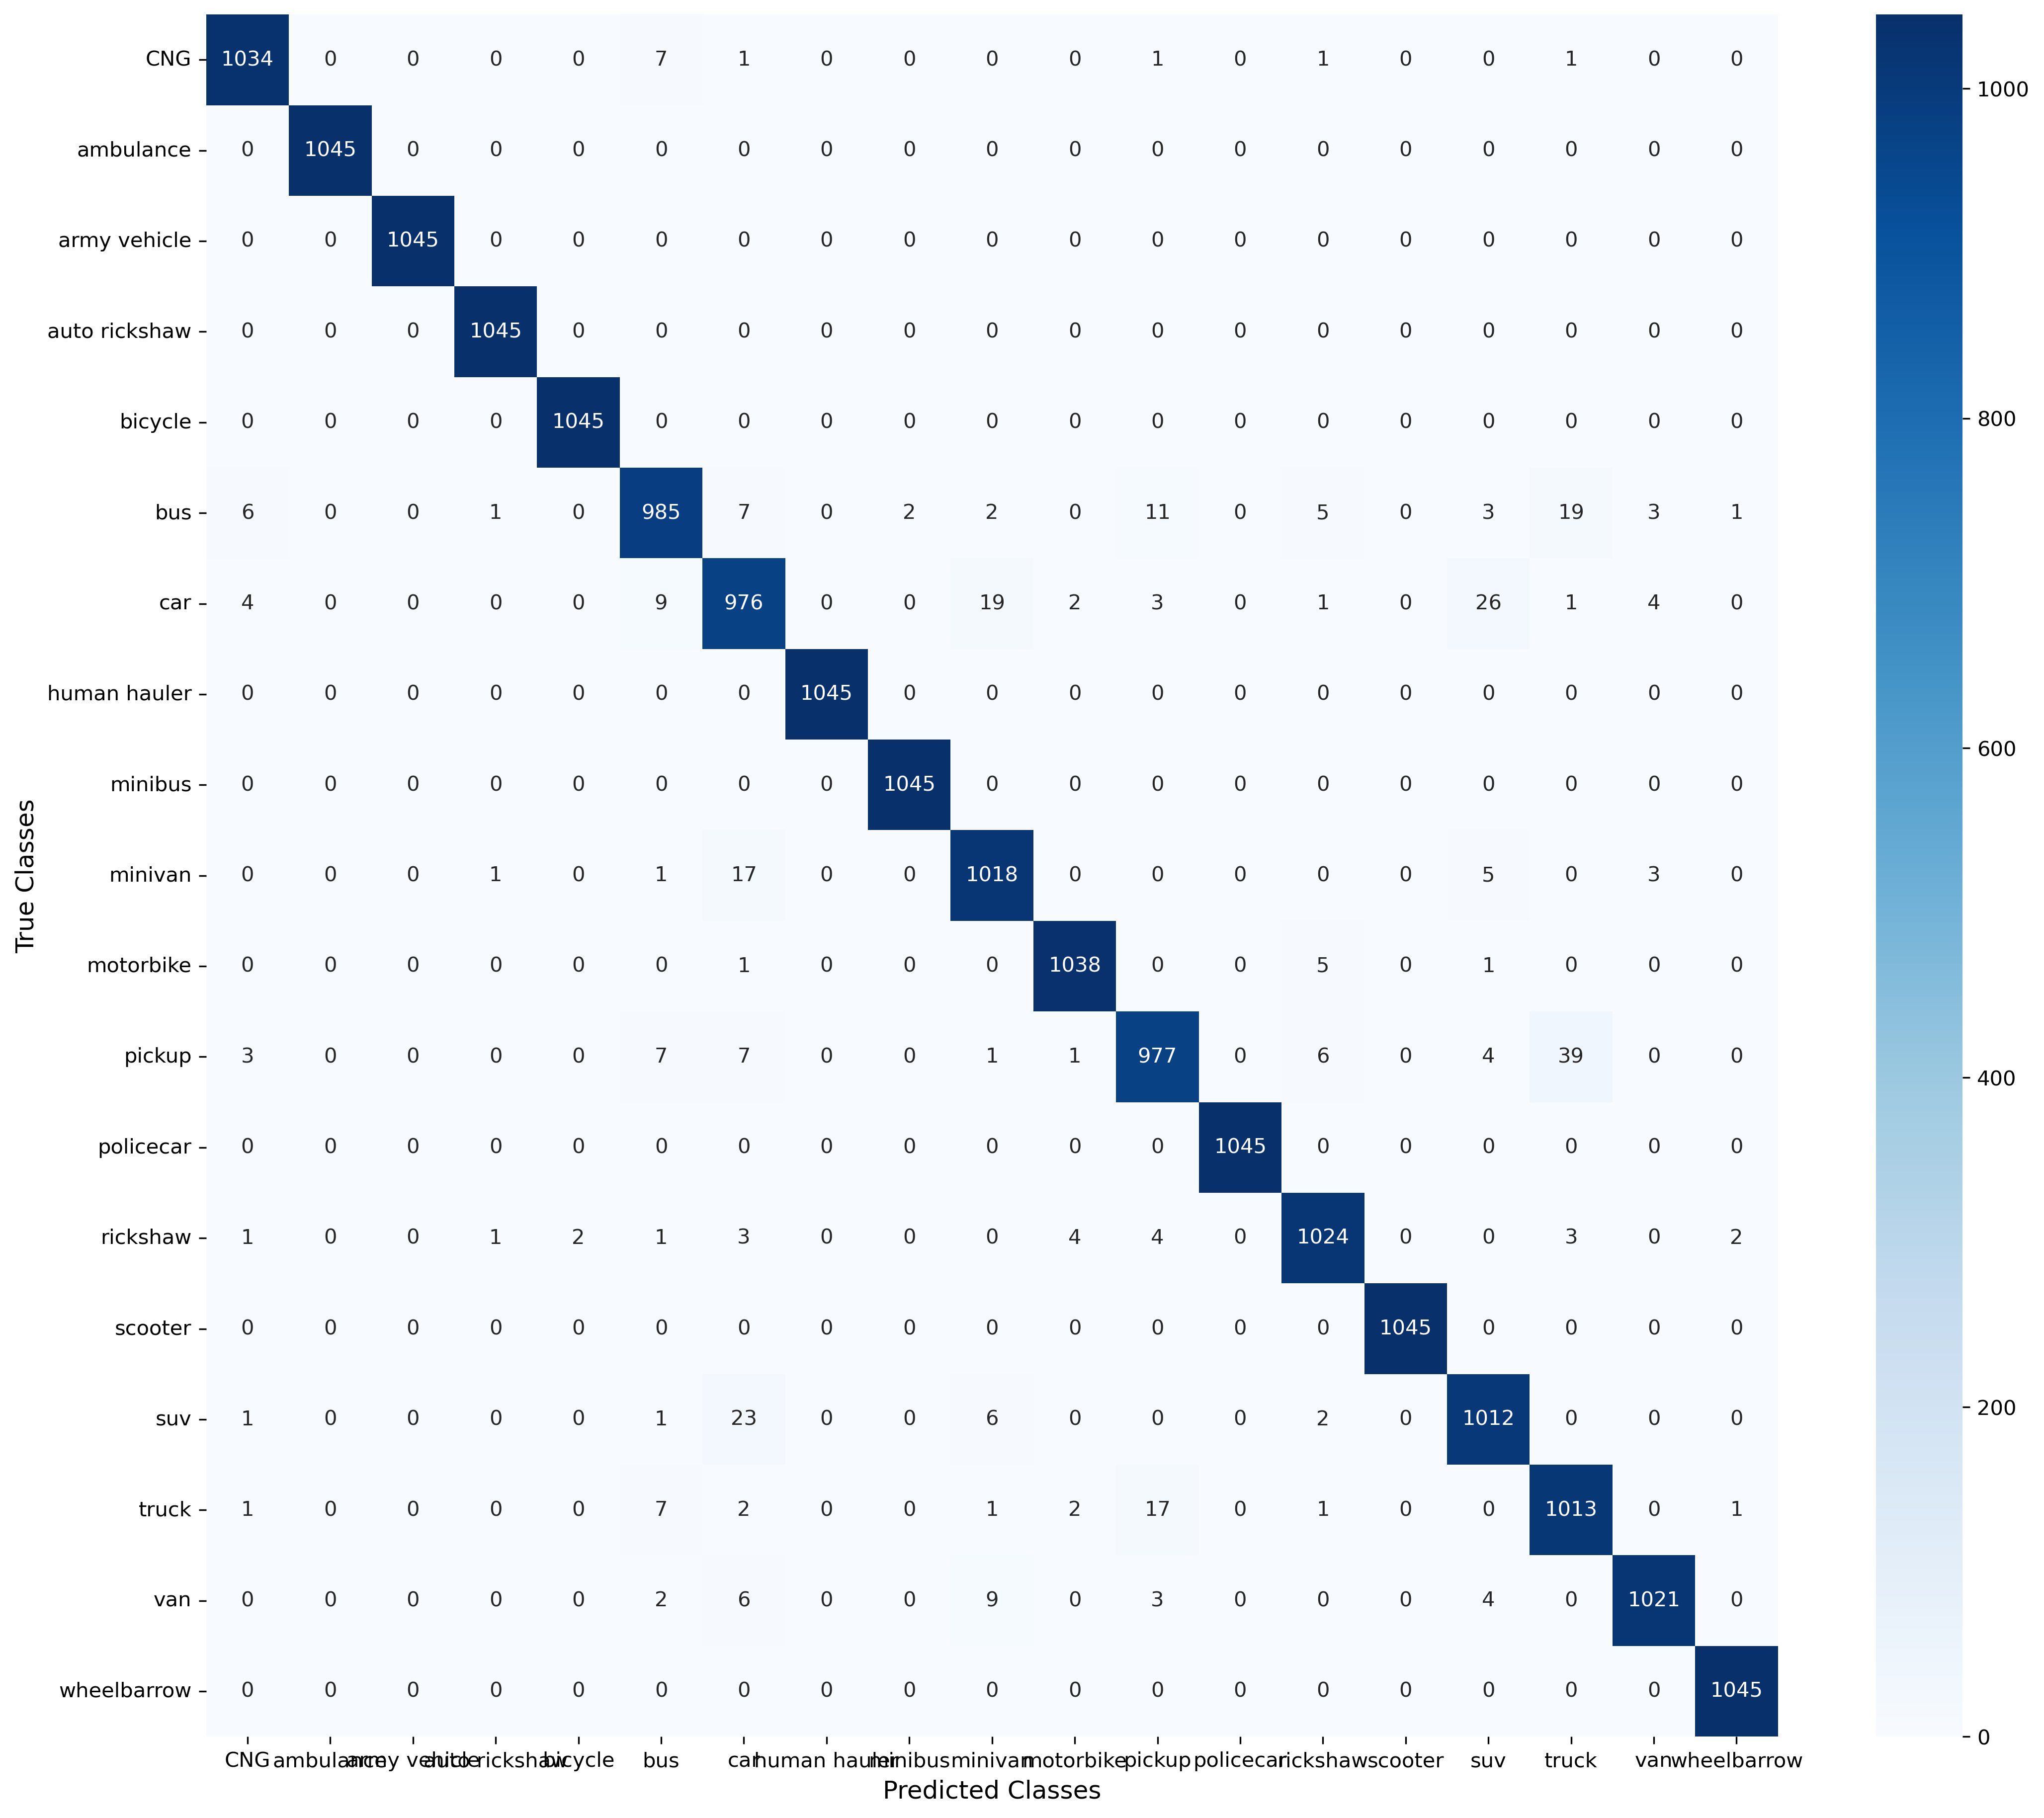 CNG 1034 0 0 0 0 7 1 0 0 0 0 1 0 1 0 0 1 0 0
ambulance 0 1045 0 0 0 0 0 0 0 0 0 0 0 0 0 0 0 0 0
army vehicle 0 0 1045 0 0 0 0 0 0 0 0 0 0 0 0 0 0 0 0
auto rickshaw 0 0 0 1045 0 0 0 0 0 0 0 0 0 0 0 0 0 0 0
bicycle 0 0 0 0 1045 0 0 0 0 0 0 0 0 0 0 0 0 0 0
bus 6 0 0 1 0 985 7 0 2 2 0 11 0 5 0 3 19 3 1
car 4 0 0 0 0 9 976 0 0 19 2 3 0 1 0 26 1 4 0
human hauler 0 0 0 0 0 0 0 1045 0 0 0 0 0 0 0 0 0 0 0
minibus 0 0 0 0 0 0 0 0 1045 0 0 0 0 0 0 0 0 0 0
minivan 0 0 0 1 0 1 17 0 0 1018 0 0 0 0 0 5 0 3 0
motorbike 0 0 0 0 0 0 1 0 0 0 1038 0 0 5 0 1 0 0 0
pickup 3 0 0 0 0 7 7 0 0 1 1 977 0 6 0 4 39 0 0
policecar 0 0 0 0 0 0 0 0 0 0 0 0 1045 0 0 0 0 0 0
rickshaw 1 0 0 1 2 1 3 0 0 0 4 4 0 1024 0 0 3 0 2
scooter 0 0 0 0 0 0 0 0 0 0 0 0 0 0 1045 0 0 0 0
suv 1 0 0 0 0 1 23 0 0 6 0 0 0 2 0 1012 0 0 0
truck 1 0 0 0 0 7 2 0 0 1 2 17 0 1 0 0 1013 0 1
van 0 0 0 0 0 2 6 0 0 9 0 3 0 0 0 4 0 1021 0
wheelbarrow 0 0 0 0 0 0 0 0 0 0 0 0 0 0 0 0 0 0 1045
CNG ambulance army vehicle auto rickshaw bicycle bus car human hauler minibus minivan motorbike pickup policecar rickshaw scooter suv truck van wheelbarrow
Predicted Classes
True Classes
1000
800
600
400
200
0